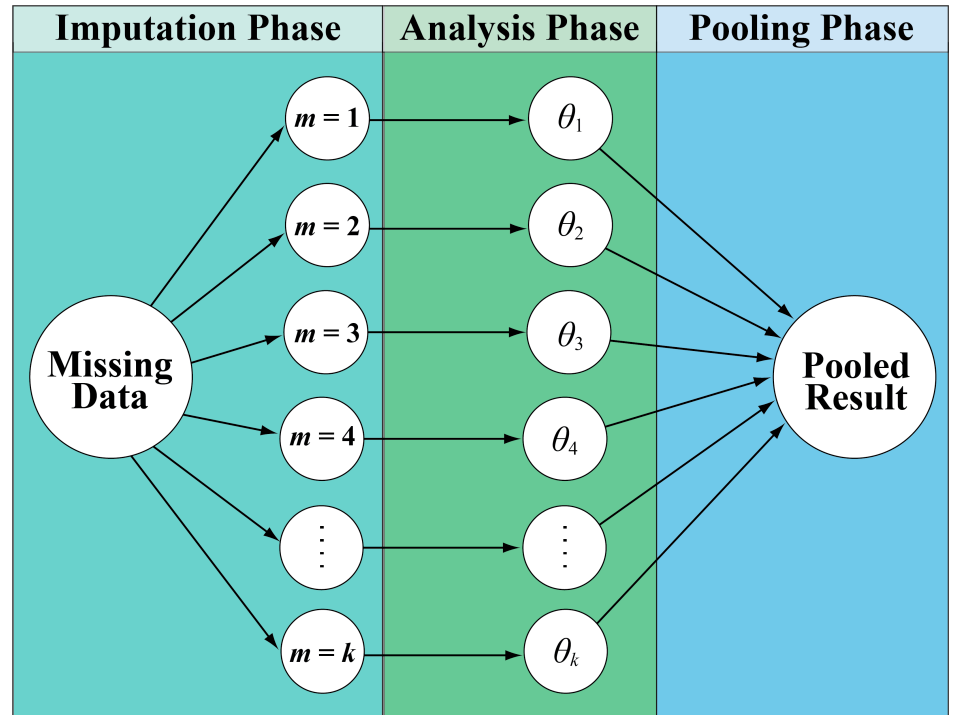 Imputation Phase
Analysis Phase
Pooling Phase
m = 1
θ₁
m = 2
θ₂
m = 3
θ₃
Missing
Data
Pooled
Result
m = 4
θ₄
⋮
⋮
m = k
θₖ